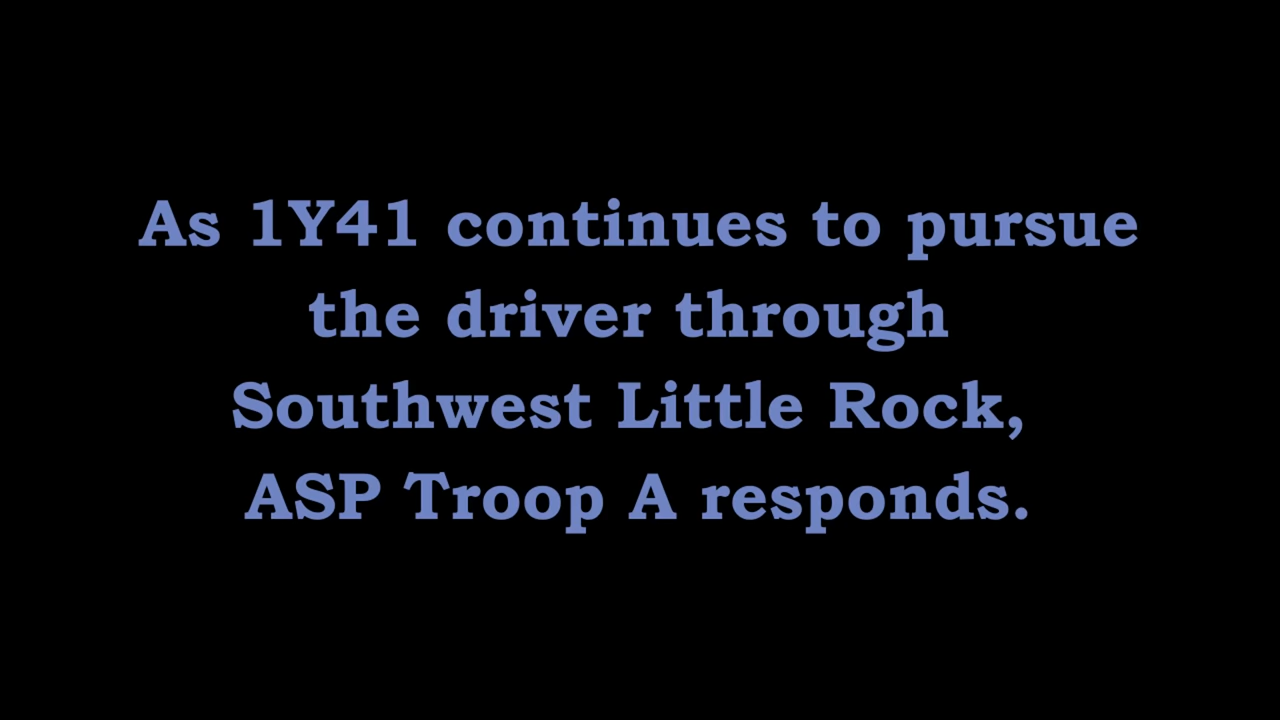 As 1Y41 continues to pursue
the driver through
Southwest Little Rock,
ASP Troop A responds.